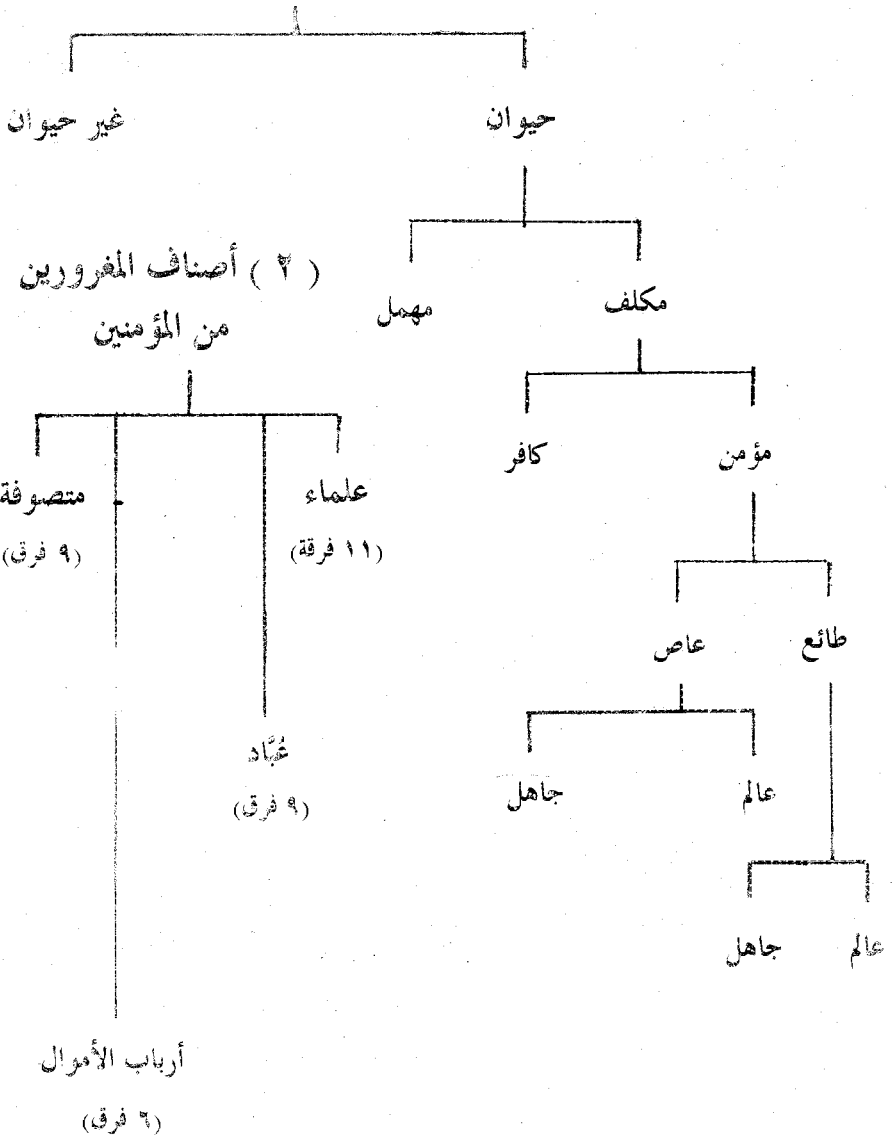 حيوان
غير حيوان
مكلف
مهمل
مؤمن
كافر
طائع
عاص
عالم
جاهل
عالم
جاهل
( ٢ ) أصناف المغرورين
من المؤمنين
علماء
(١١ فرقة)
عُبَّاد
(٩ فرق)
أرباب الأموال
(٦ فرق)
متصوفة
(٩ فرق)